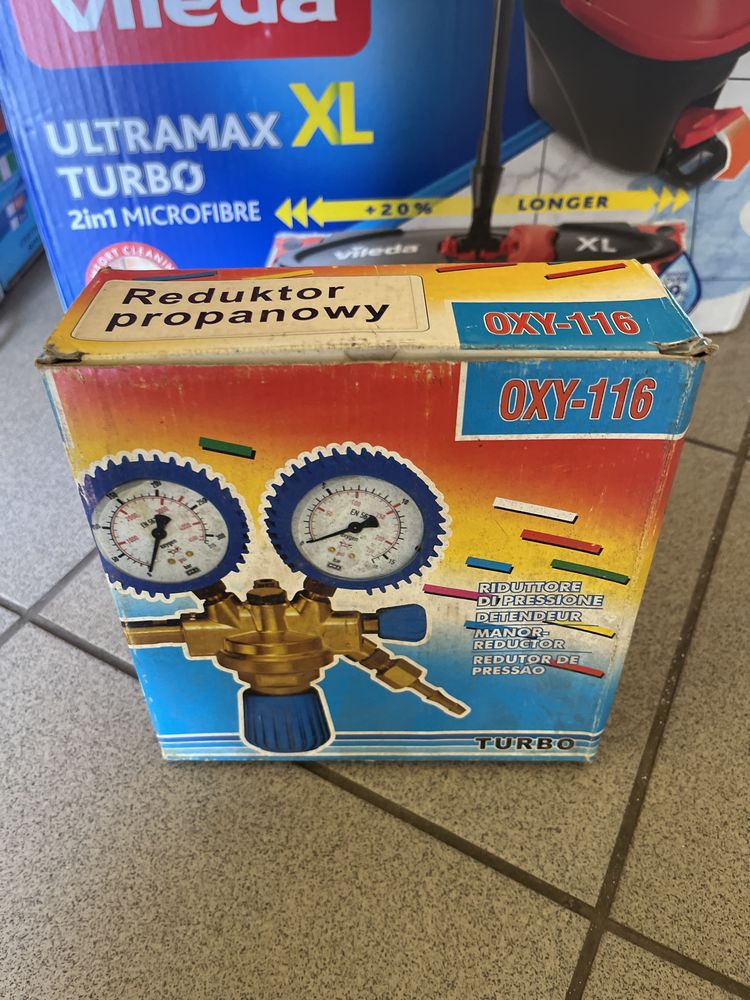 Vileda
ULTRAMAX XL
TURBO
2in1 MICROFIBRE
+20% LONGER
Vileda XL
Reduktor
propanowy
OXY-116
OXY-116
RIDUTTORE
DI PRESSIONE
DETENDEUR
MANOR-
REDUCTOR
REDUTOR DE
PRESSAO
TURBO